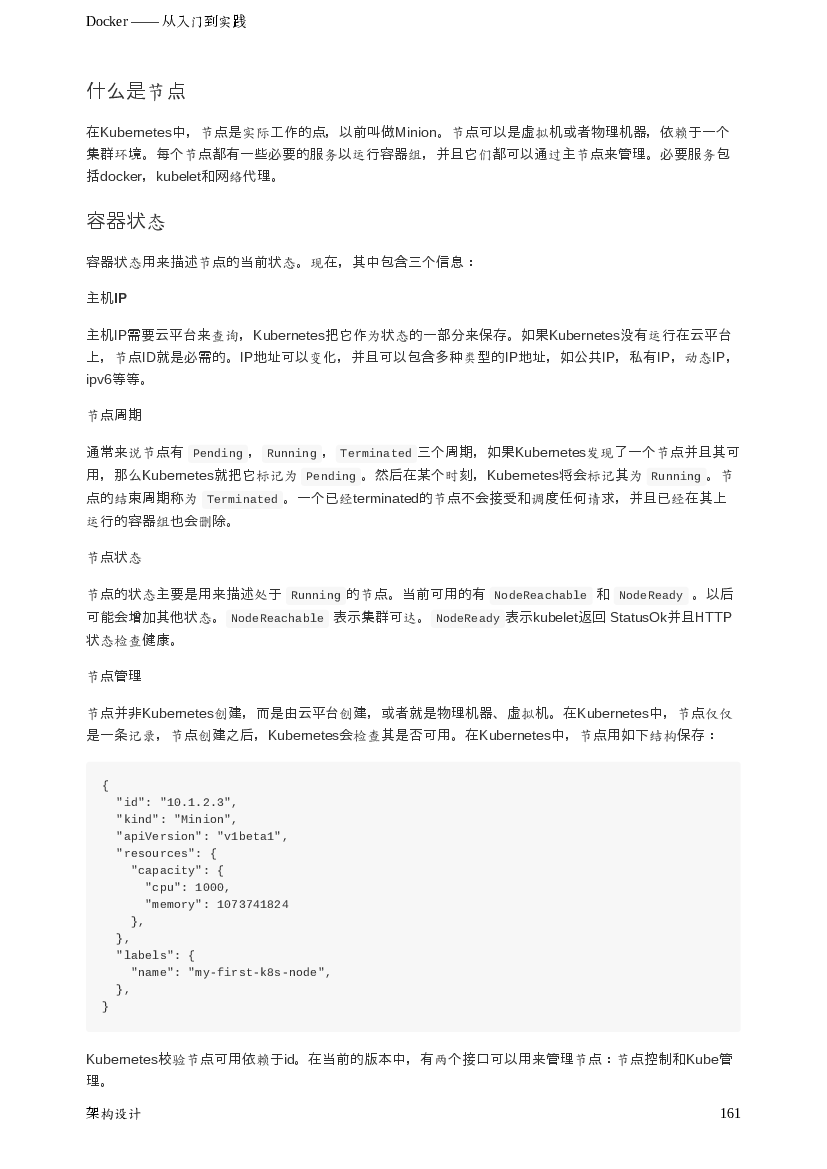 Docker —— 从入门到实践
什么是节点
在Kubernetes中，节点是实际工作的点，以前叫做Minion。节点可以是虚拟机或者物理机器，依赖于一个
集群环境。每个节点都有一些必要的服务以运行容器组，并且它们都可以通过主节点来管理。必要服务包
括docker，kubelet和网络代理。
容器状态
容器状态用来描述节点的当前状态。现在，其中包含三个信息：
主机IP
主机IP需要云平台来查询，Kubernetes把它作为状态的一部分来保存。如果Kubernetes没有运行在云平台
上，节点ID就是必需的。IP地址可以变化，并且可以包含多种类型的IP地址，如公共IP，私有IP，动态IP，
ipv6等等。
节点周期
通常来说节点有 Pending ， Running ， Terminated 三个周期，如果Kubernetes发现了一个节点并且其可
用，那么Kubernetes就把它标记为 Pending 。然后在某个时刻，Kubernetes将会标记其为 Running 。节
点的结束周期称为 Terminated 。一个已经terminated的节点不会接受和调度任何请求，并且已经在其上
运行的容器组也会删除。
节点状态
节点的状态主要是用来描述处于 Running 的节点。当前可用的有 NodeReachable 和 NodeReady 。以后
可能会增加其他状态。 NodeReachable 表示集群可达。 NodeReady 表示kubelet返回 StatusOk并且HTTP
状态检查健康。
节点管理
节点并非Kubernetes创建，而是由云平台创建，或者就是物理机器、虚拟机。在Kubernetes中，节点仅仅
是一条记录，节点创建之后，Kubernetes会检查其是否可用。在Kubernetes中，节点用如下结构保存：
{
  "id": "10.1.2.3",
  "kind": "Minion",
  "apiVersion": "v1beta1",
  "resources": {
    "capacity": {
      "cpu": 1000,
      "memory": 1073741824
    },
  },
  "labels": {
    "name": "my-first-k8s-node",
  },
}
Kubernetes校验节点可用依赖于id。在当前的版本中，有两个接口可以用来管理节点：节点控制和Kube管
理。
架构设计 161